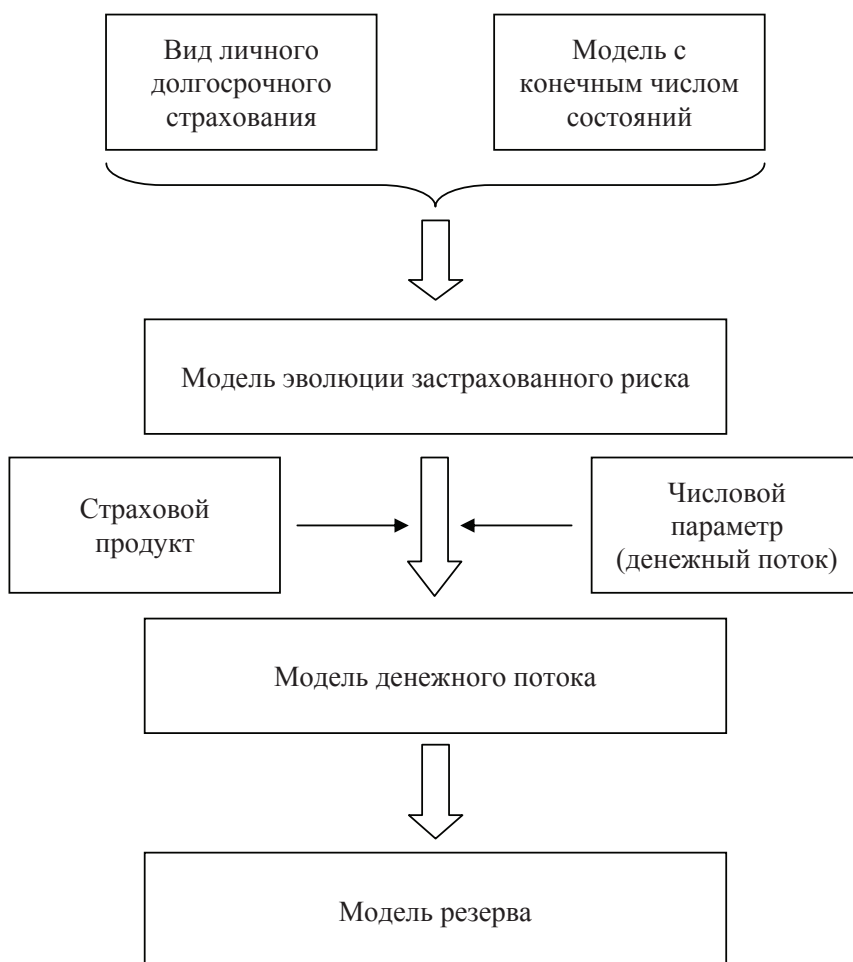 Вид личного
долгосрочного
страхования
Модель с
конечным числом
состояний
Модель эволюции застрахованного риска
Страховой
продукт
Числовой
параметр
(денежный поток)
Модель денежного потока
Модель резерва